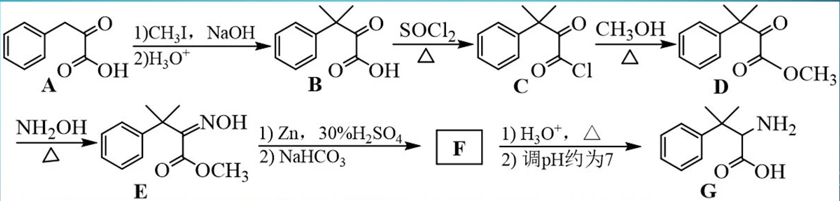 O
O OH
A
1)CH₃I，NaOH
2)H₃O⁺
O
O OH
B
SOCl₂
△
O
O Cl
C
CH₃OH
△
O
O OCH₃
D
NH₂OH
△
NOH
O OCH₃
E
1) Zn，30%H₂SO₄
2) NaHCO₃
F
1) H₃O⁺，△
2) 调pH约为7
NH₂
O OH
G